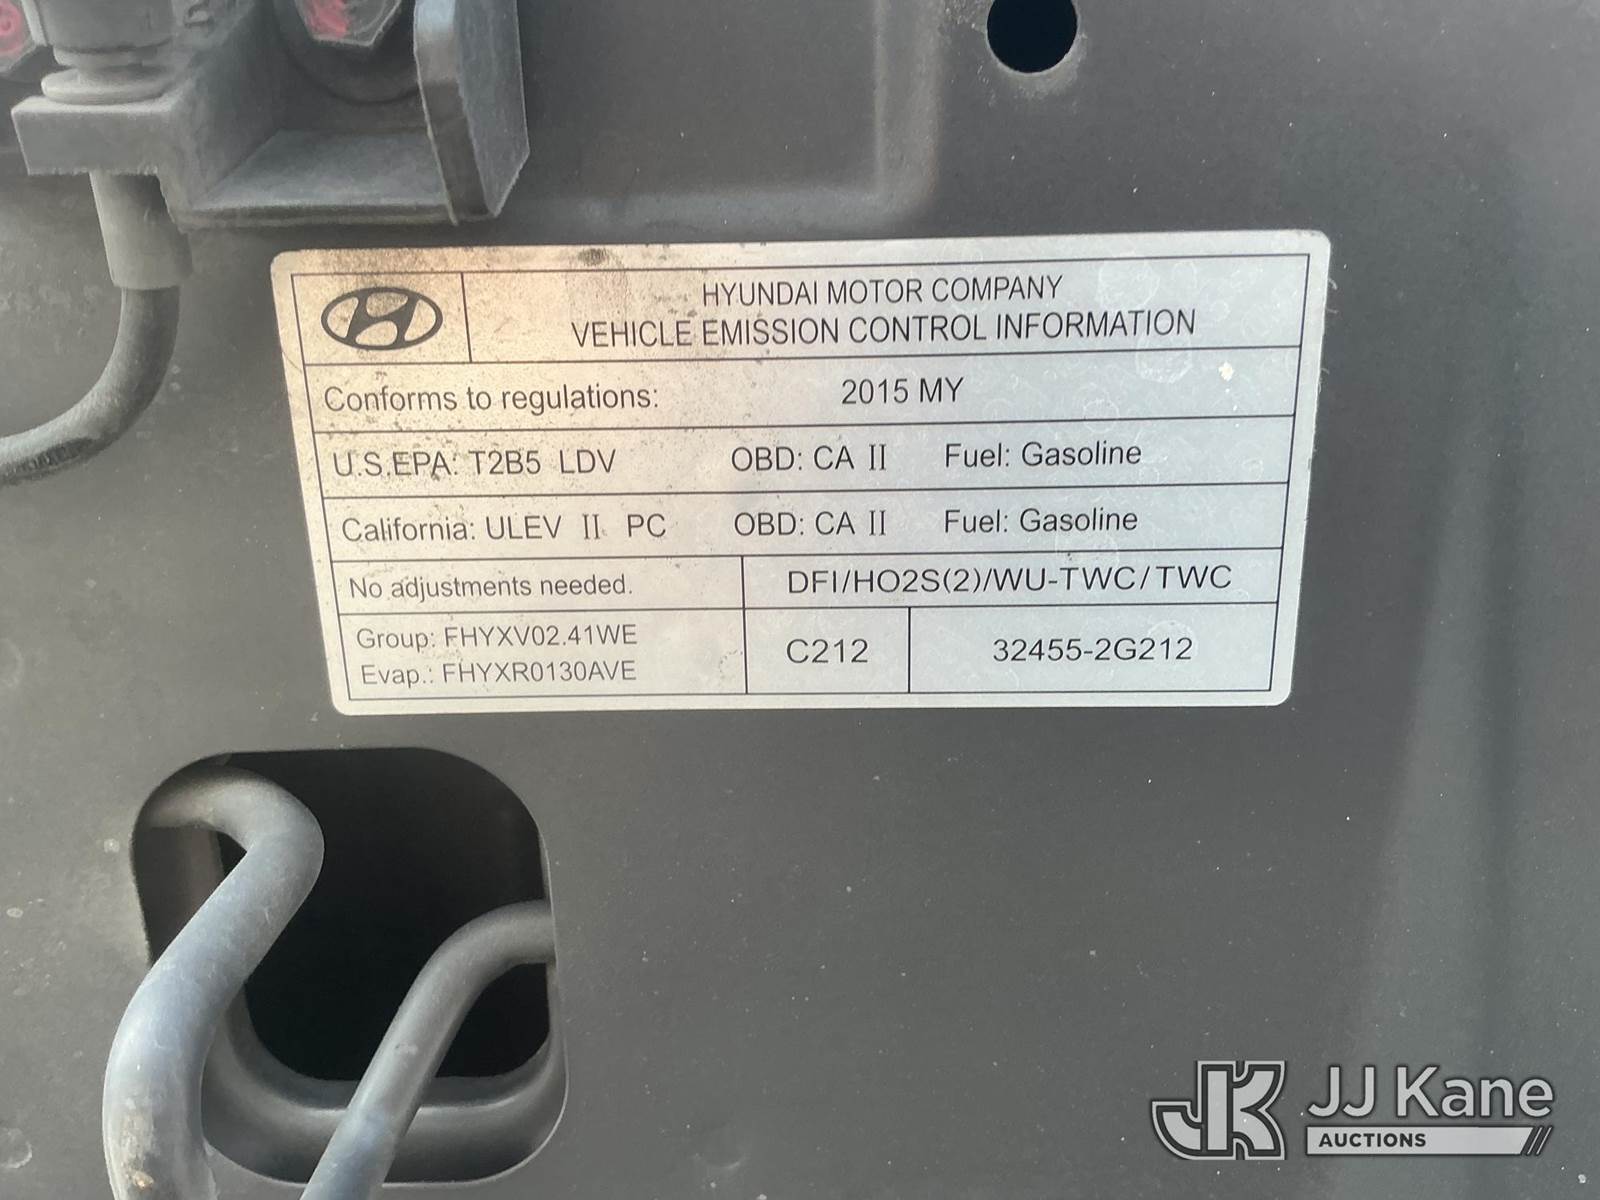 HYUNDAI MOTOR COMPANY
VEHICLE EMISSION CONTROL INFORMATION
Conforms to regulations: 2015 MY
U.S.EPA: T2B5 LDV OBD: CA II Fuel: Gasoline
California: ULEV II PC OBD: CA II Fuel: Gasoline
No adjustments needed. DFI/HO2S(2)/WU-TWC/TWC
Group: FHYXV02.41WE
Evap.: FHYXR0130AVE
C212 32455-2G212
JK JJ Kane
AUCTIONS